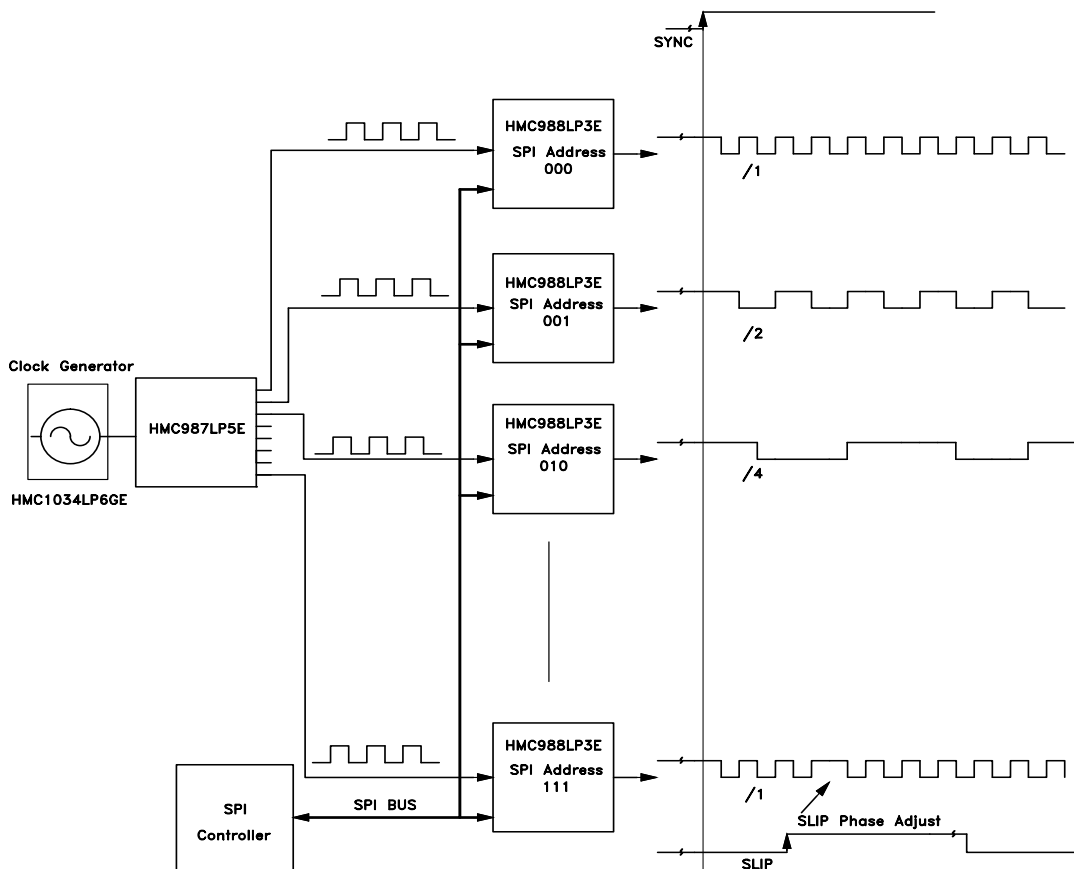 SYNC
HMC988LP3E
SPI Address
000
/1
HMC988LP3E
SPI Address
001
/2
Clock Generator
HMC987LP5E
HMC1034LP6GE
HMC988LP3E
SPI Address
010
/4
HMC988LP3E
SPI Address
111
/1
SPI BUS
SPI
Controller
SLIP Phase Adjust
SLIP